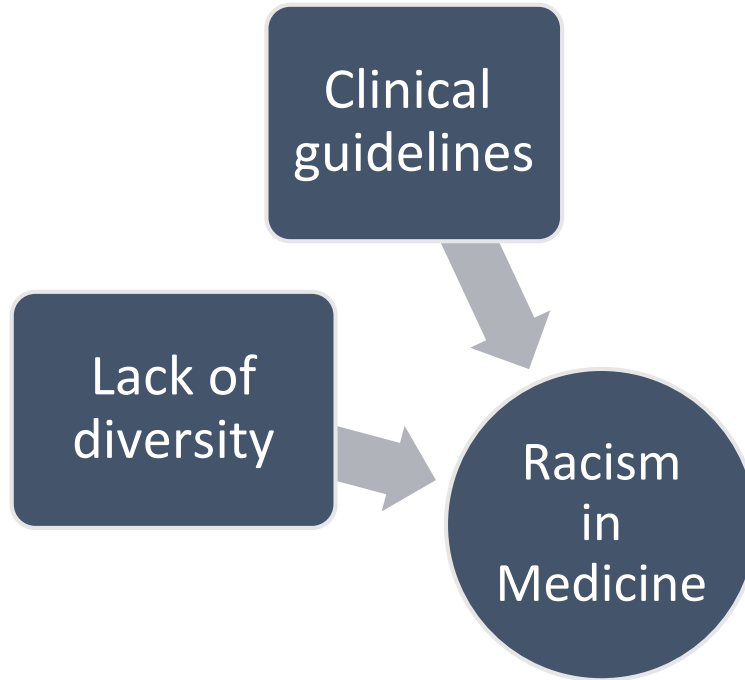 Clinical
guidelines
Lack of
diversity
Racism
in
Medicine